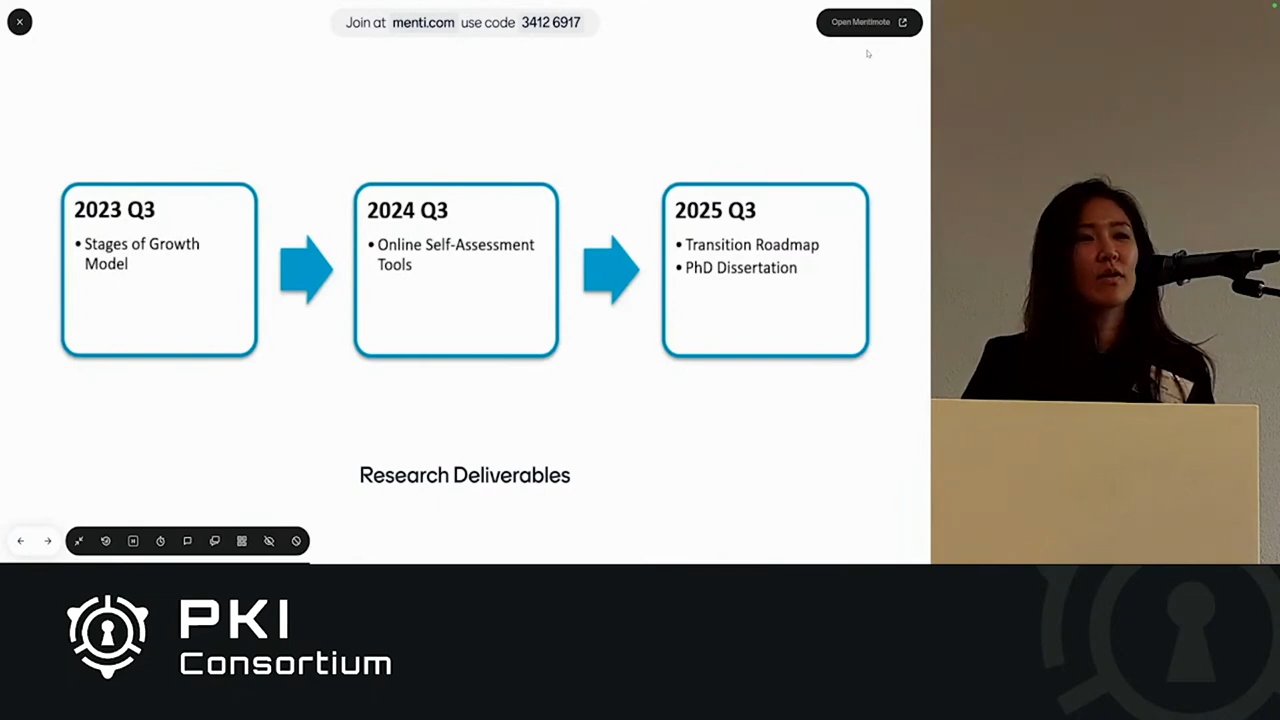 Join at menti.com use code 3412 6917
Open Mentimote
2023 Q3
• Stages of Growth
Model
2024 Q3
• Online Self-Assessment
Tools
2025 Q3
• Transition Roadmap
• PhD Dissertation
Research Deliverables
PKI
Consortium